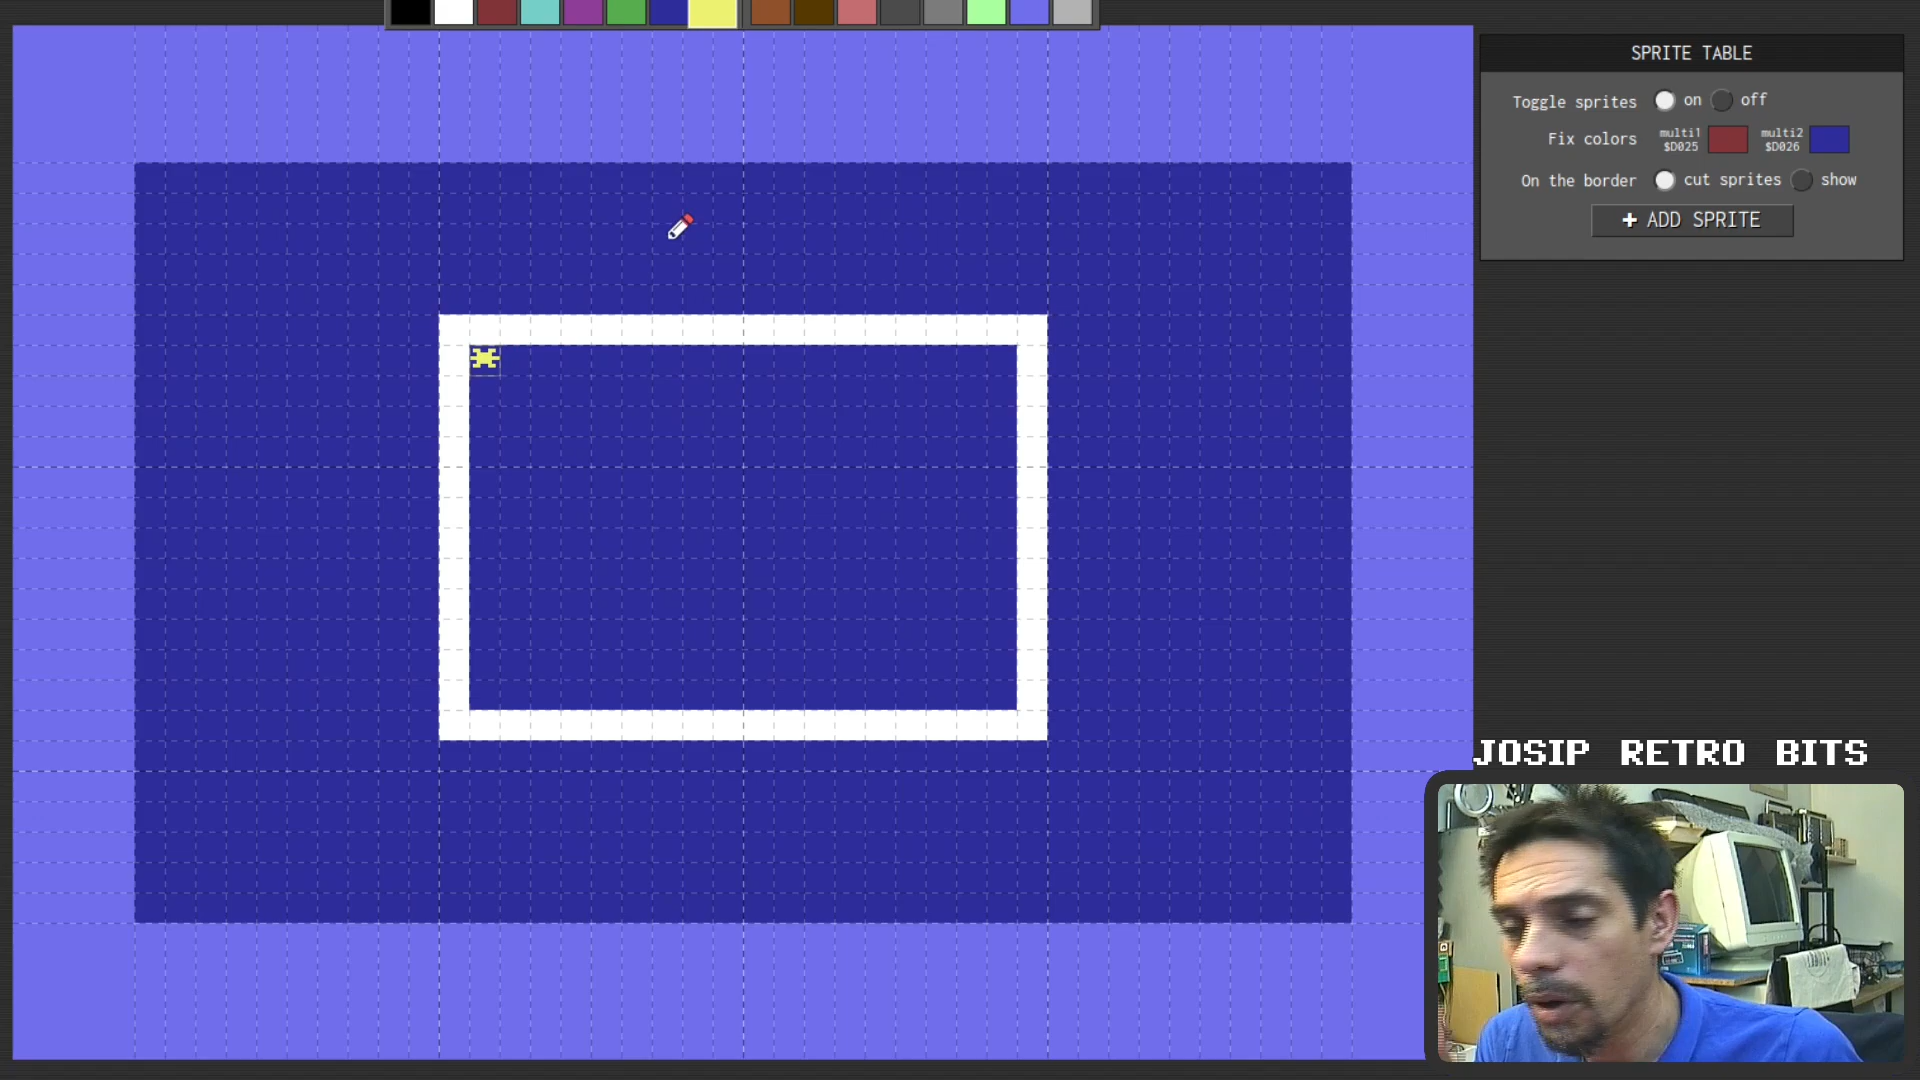 SPRITE TABLE
Toggle sprites on off
Fix colors multi1 $D025 multi2 $D026
On the border cut sprites show
+ ADD SPRITE
JOSIP RETRO BITS